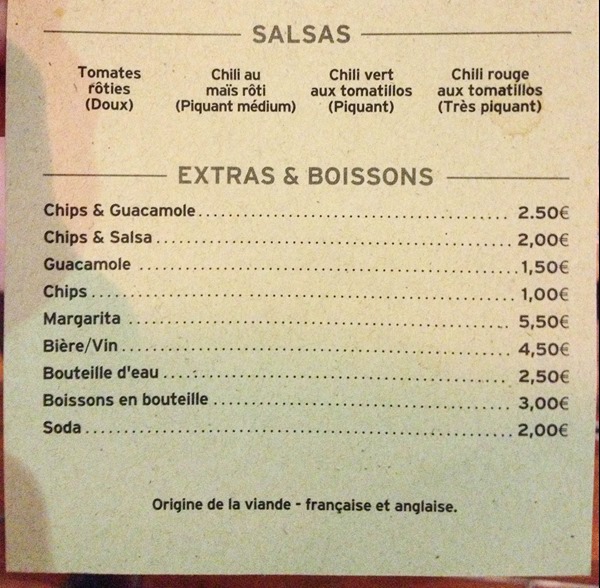 SALSAS
Tomates rôties (Doux)
Chili au maïs rôti (Piquant médium)
Chili vert aux tomatillos (Piquant)
Chili rouge aux tomatillos (Très piquant)
EXTRAS & BOISSONS
Chips & Guacamole 2.50€
Chips & Salsa 2,00€
Guacamole 1,50€
Chips 1,00€
Margarita 5,50€
Bière/Vin 4,50€
Bouteille d'eau 2,50€
Boissons en bouteille 3,00€
Soda 2,00€
Origine de la viande - française et anglaise.